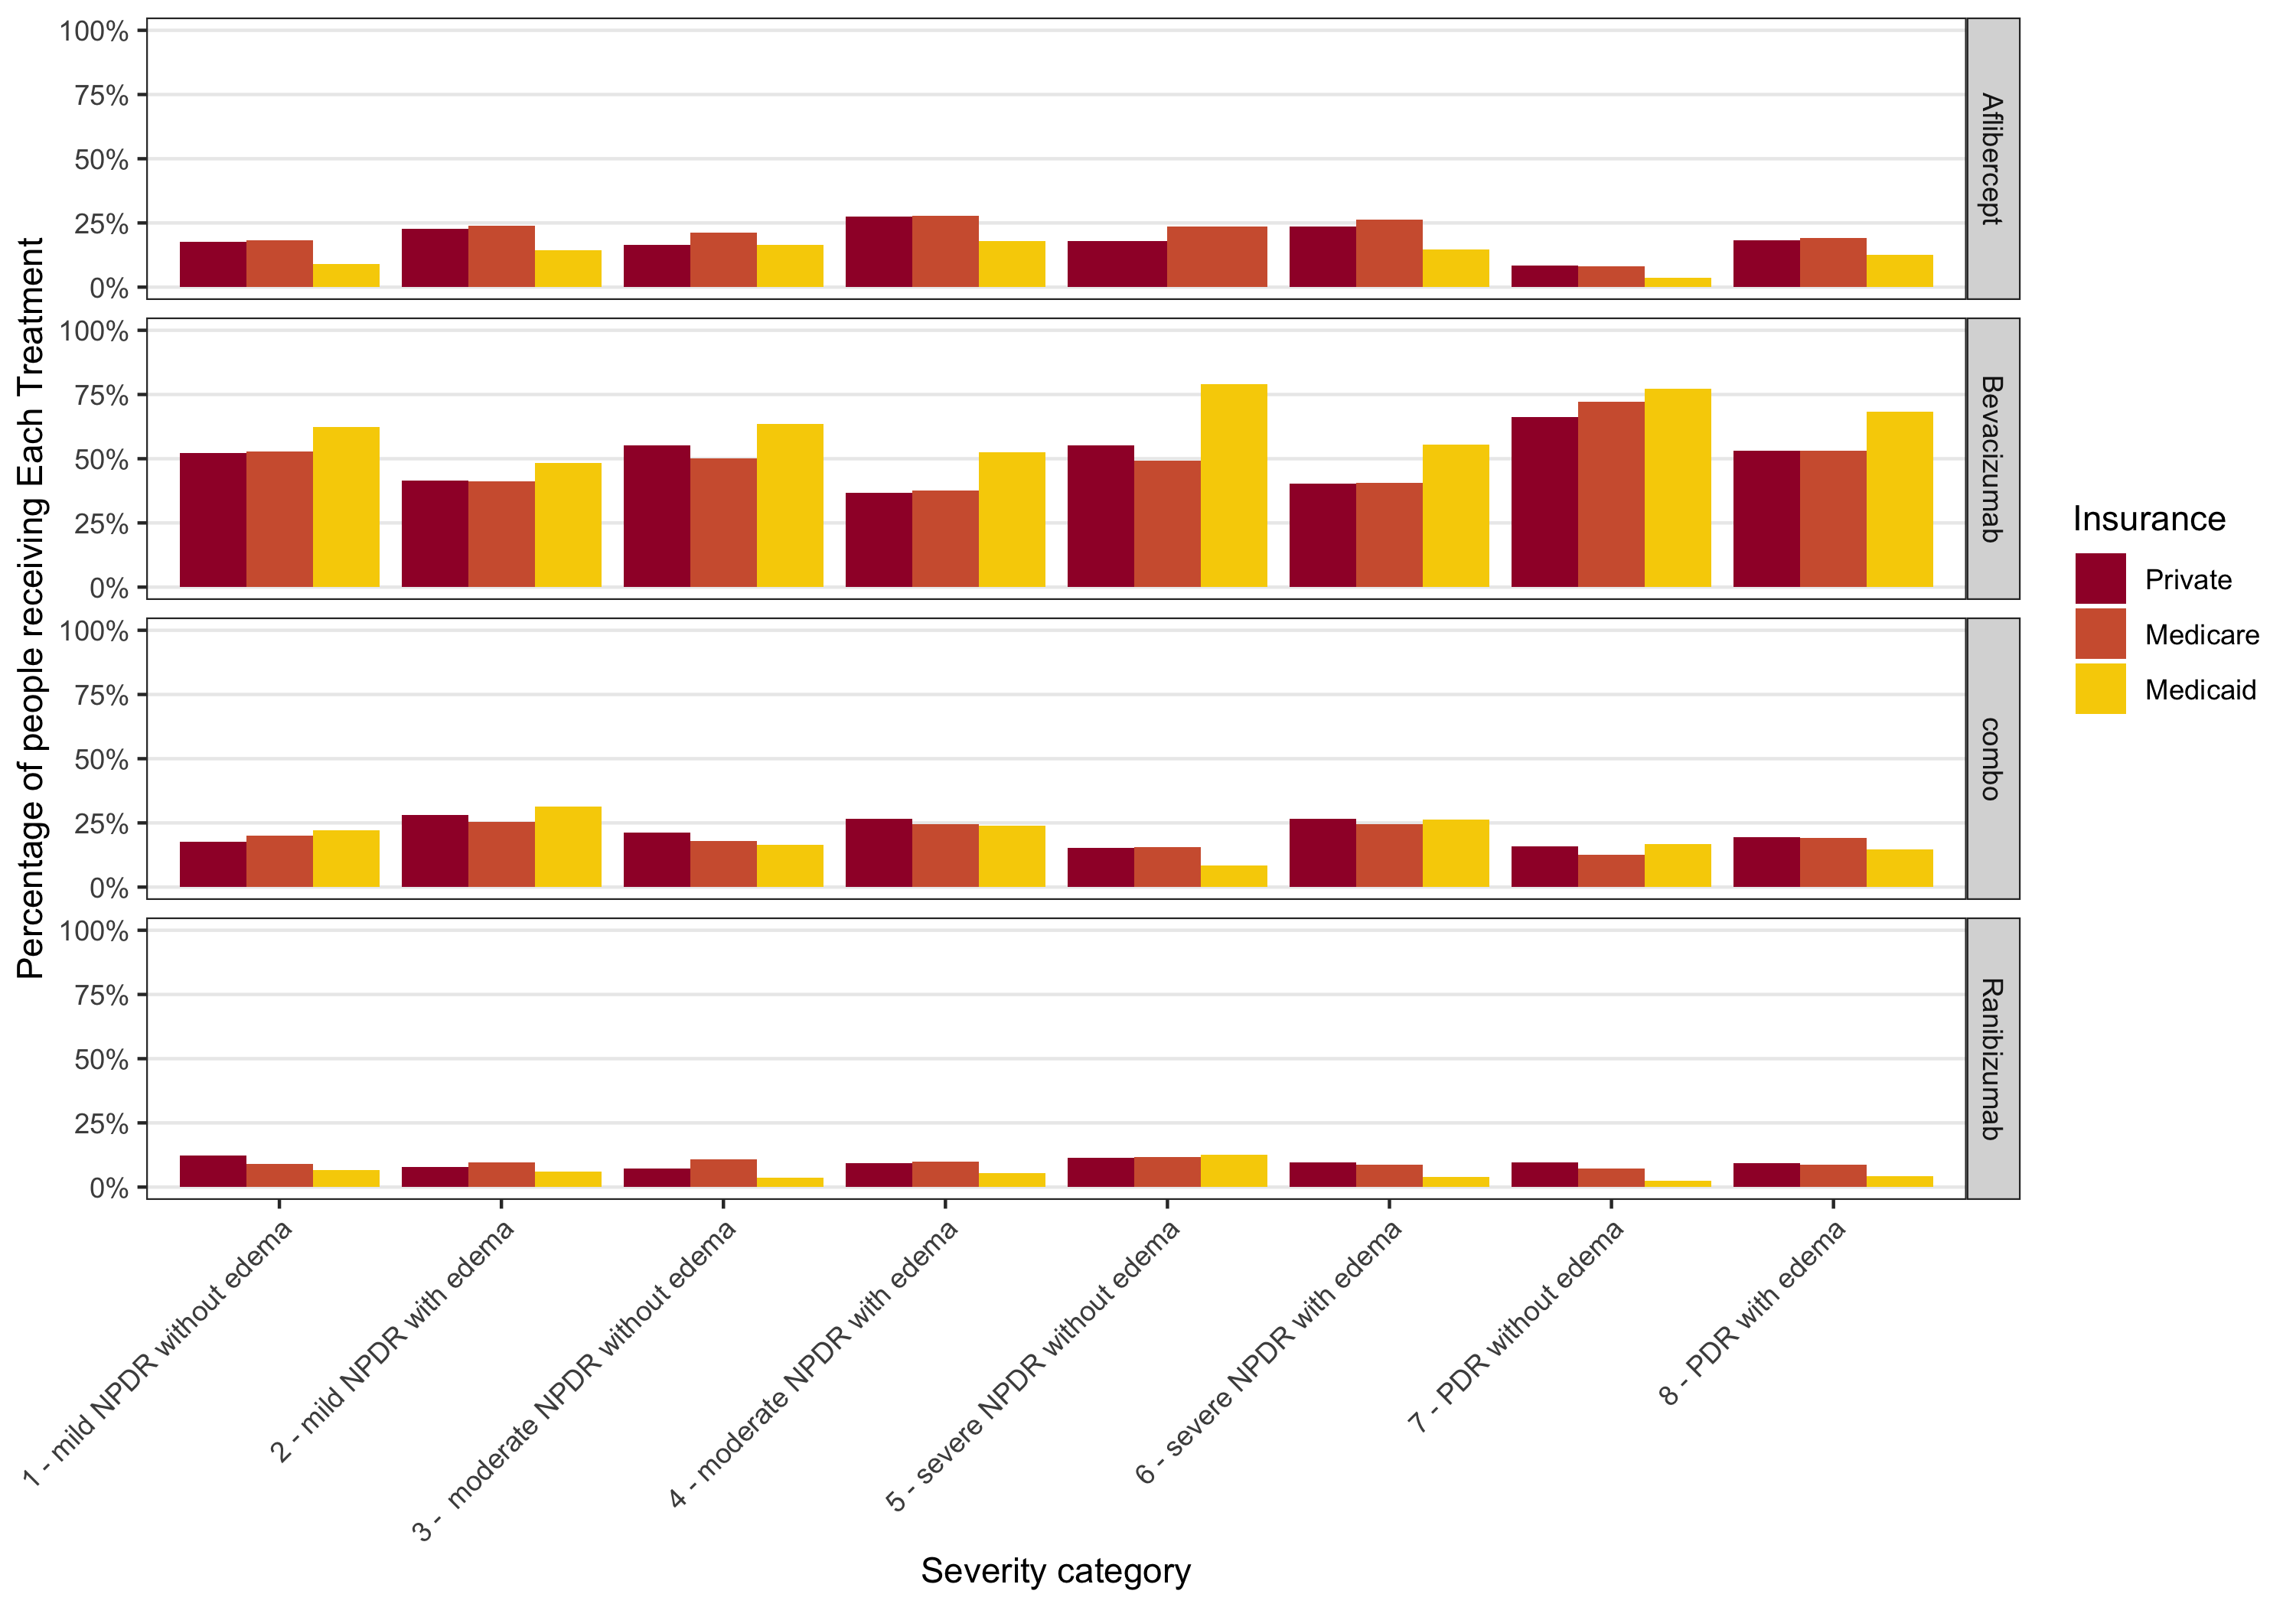 Percentage of people receiving Each Treatment
100%
75%
50%
25%
0%
Aflibercept
100%
75%
50%
25%
0%
Bevacizumab
100%
75%
50%
25%
0%
combo
100%
75%
50%
25%
0%
Ranibizumab
1 - mild NPDR without edema
2 - mild NPDR with edema
3 -  moderate NPDR without edema
4 - moderate NPDR with edema
5 - severe NPDR without edema
6 - severe NPDR with edema
7 - PDR without edema
8 - PDR with edema
Severity category
Insurance
Private
Medicare
Medicaid